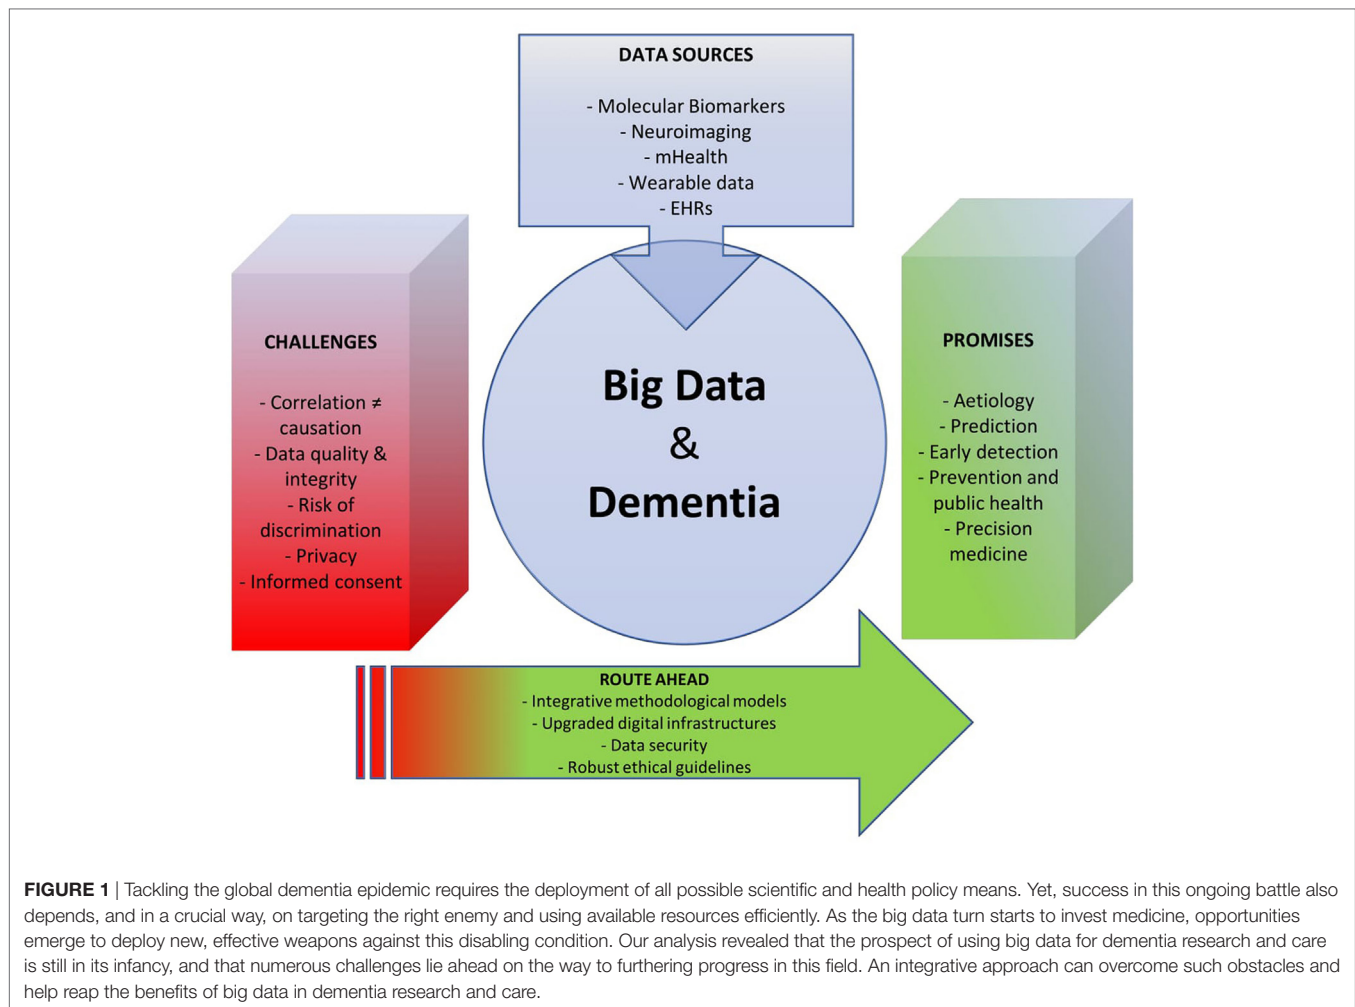 DATA SOURCES
- Molecular Biomarkers
- Neuroimaging
- mHealth
- Wearable data
- EHRs
CHALLENGES
- Correlation ≠
causation
- Data quality &
integrity
- Risk of
discrimination
- Privacy
- Informed consent
Big Data
&
Dementia
PROMISES
- Aetiology
- Prediction
- Early detection
- Prevention and
public health
- Precision
medicine
ROUTE AHEAD
- Integrative methodological models
- Upgraded digital infrastructures
- Data security
- Robust ethical guidelines
FIGURE 1 | Tackling the global dementia epidemic requires the deployment of all possible scientific and health policy means. Yet, success in this ongoing battle also
depends, and in a crucial way, on targeting the right enemy and using available resources efficiently. As the big data turn starts to invest medicine, opportunities
emerge to deploy new, effective weapons against this disabling condition. Our analysis revealed that the prospect of using big data for dementia research and care
is still in its infancy, and that numerous challenges lie ahead on the way to furthering progress in this field. An integrative approach can overcome such obstacles and
help reap the benefits of big data in dementia research and care.